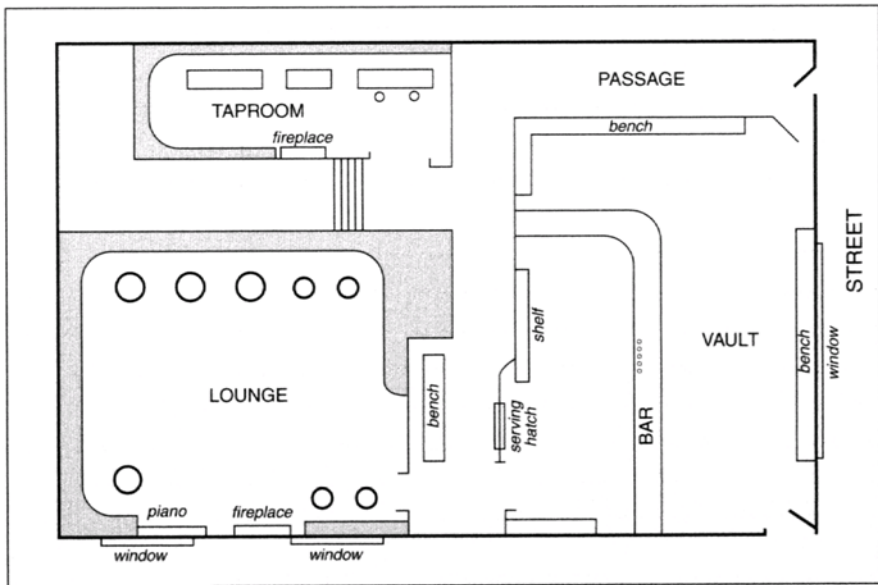 PASSAGE
TAPROOM
bench
fireplace
STREET
shelf
VAULT
bench
window
LOUNGE
bench
serving
hatch
BAR
piano
fireplace
window
window